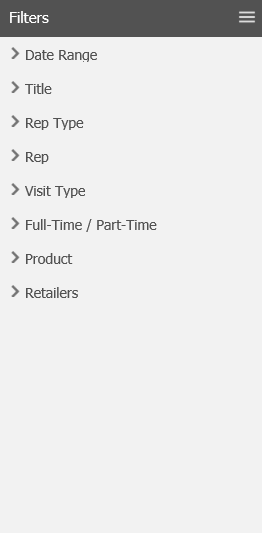 Filters
Date Range
Title
Rep Type
Rep
Visit Type
Full-Time / Part-Time
Product
Retailers